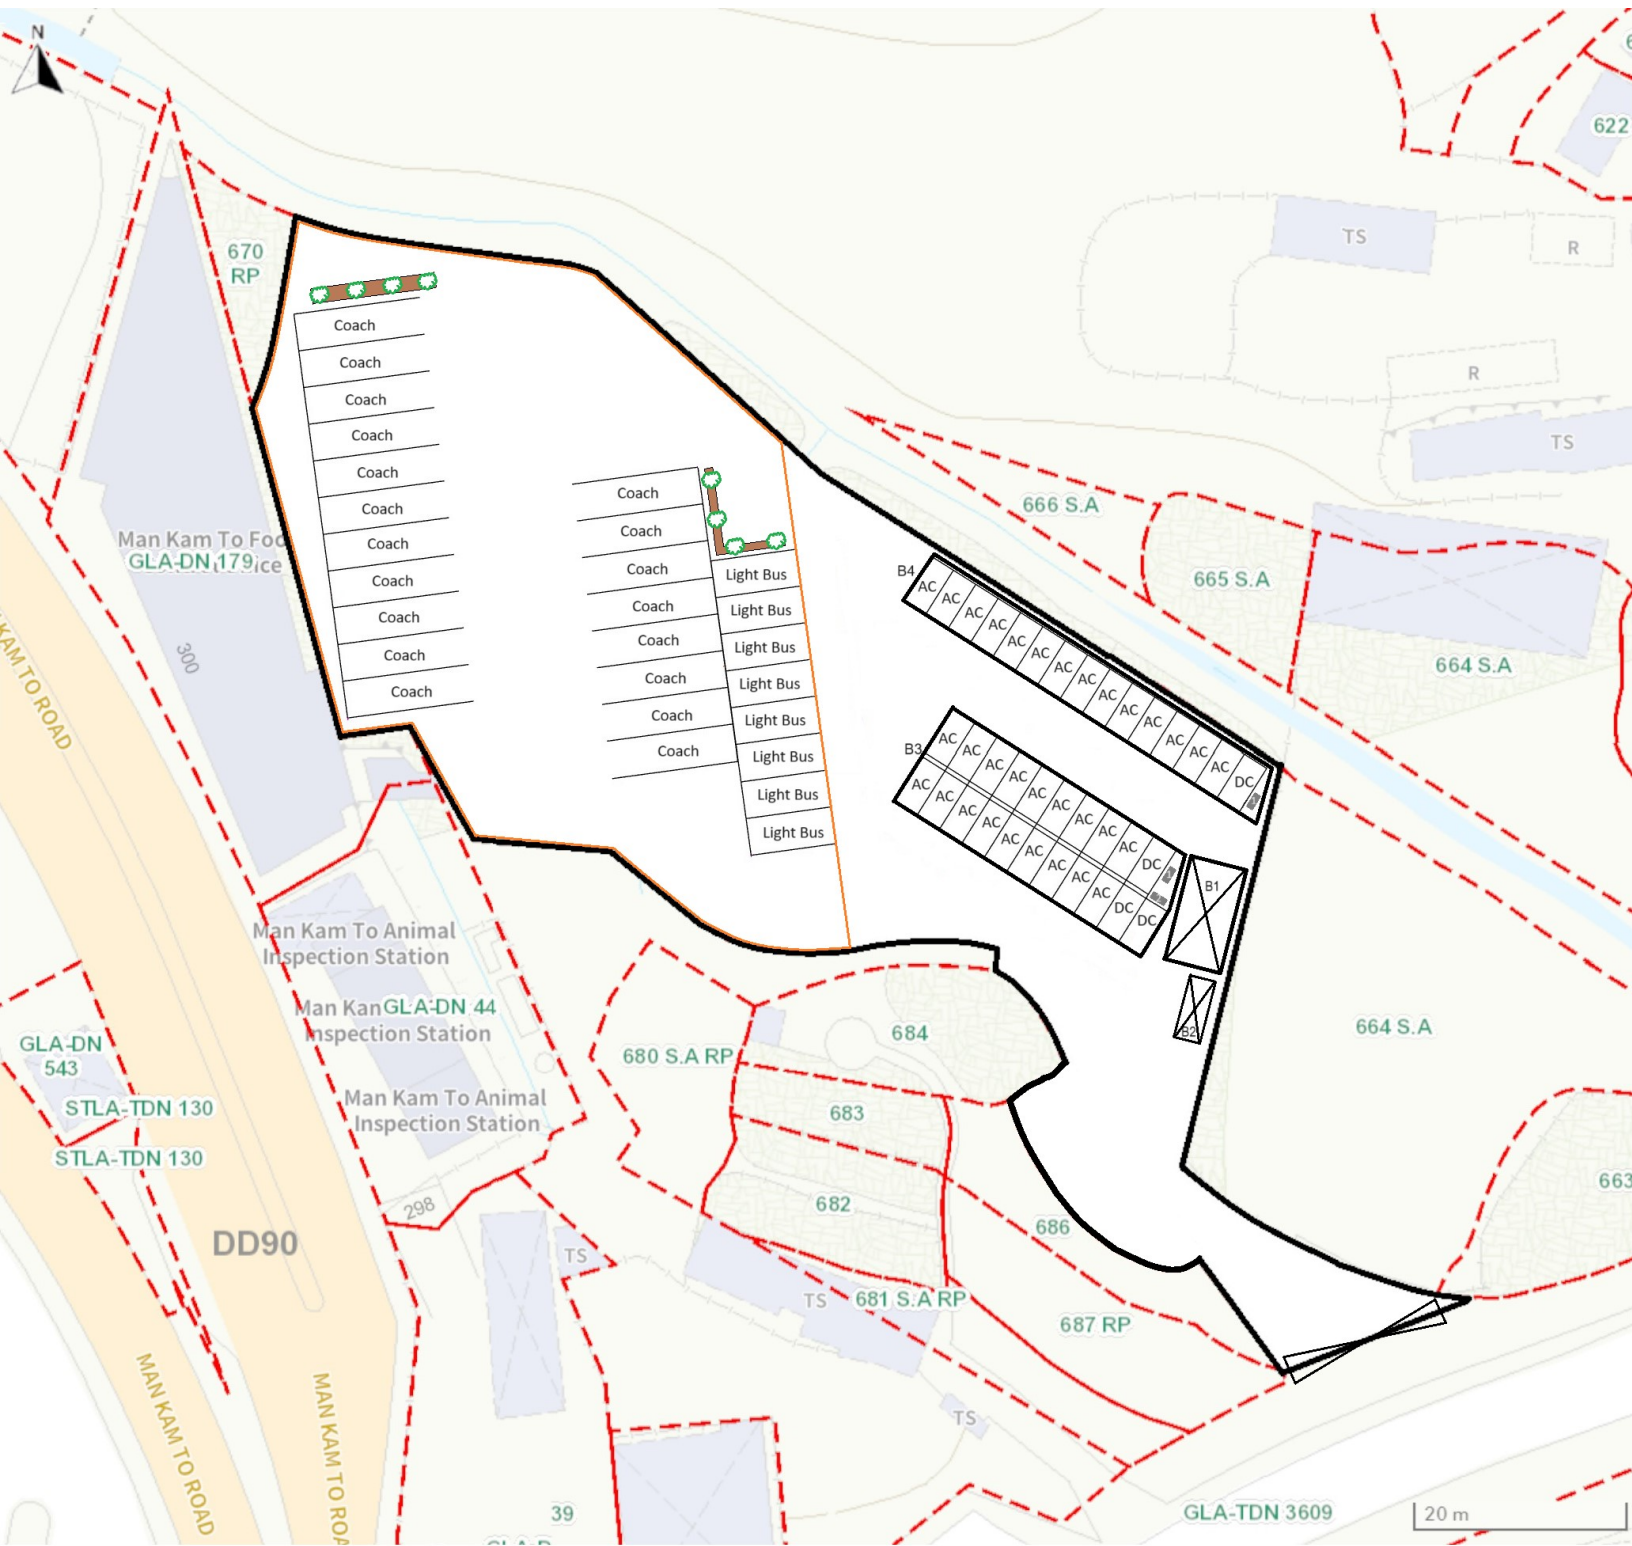 N
622
TS
R
670
RP
Coach
Coach
R
Coach
Coach
TS
Coach
Coach
666 S.A
Coach
Coach
Man Kam To Foo
GLA-DN 179
ice
Coach
Coach
Light Bus
B4
AC
AC
AC
AC
AC
AC
AC
AC
AC
AC
AC
AC
AC
AC
DC
665 S.A
Coach
Coach
Light Bus
Coach
Coach
Light Bus
300
Coach
Coach
Light Bus
664 S.A
Coach
Coach
Light Bus
KAM TO ROAD
Coach
Light Bus
B3
AC
AC
AC
AC
AC
AC
AC
AC
AC
DC
AC
AC
AC
AC
AC
AC
AC
AC
AC
DC
DC
Light Bus
Light Bus
B1
B2
Man Kam To Animal
Inspection Station
Man Kan
GLA-DN 44
Inspection Station
684
664 S.A
GLA-DN
543
680 S.A RP
STLA-TDN 130
Man Kam To Animal
Inspection Station
683
STLA-TDN 130
663
298
682
686
DD90
TS
TS
681 S.A RP
687 RP
MAN KAM TO ROAD
MAN KAM TO ROA
TS
39
GLA-TDN 3609
20 m